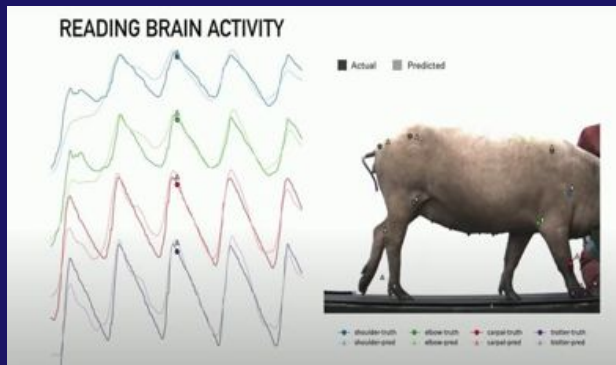 READING BRAIN ACTIVITY
Actual Predicted
shoulder-truth elbow-truth carpal-truth trotter-truth
shoulder-pred elbow-pred carpal-pred trotter-pred